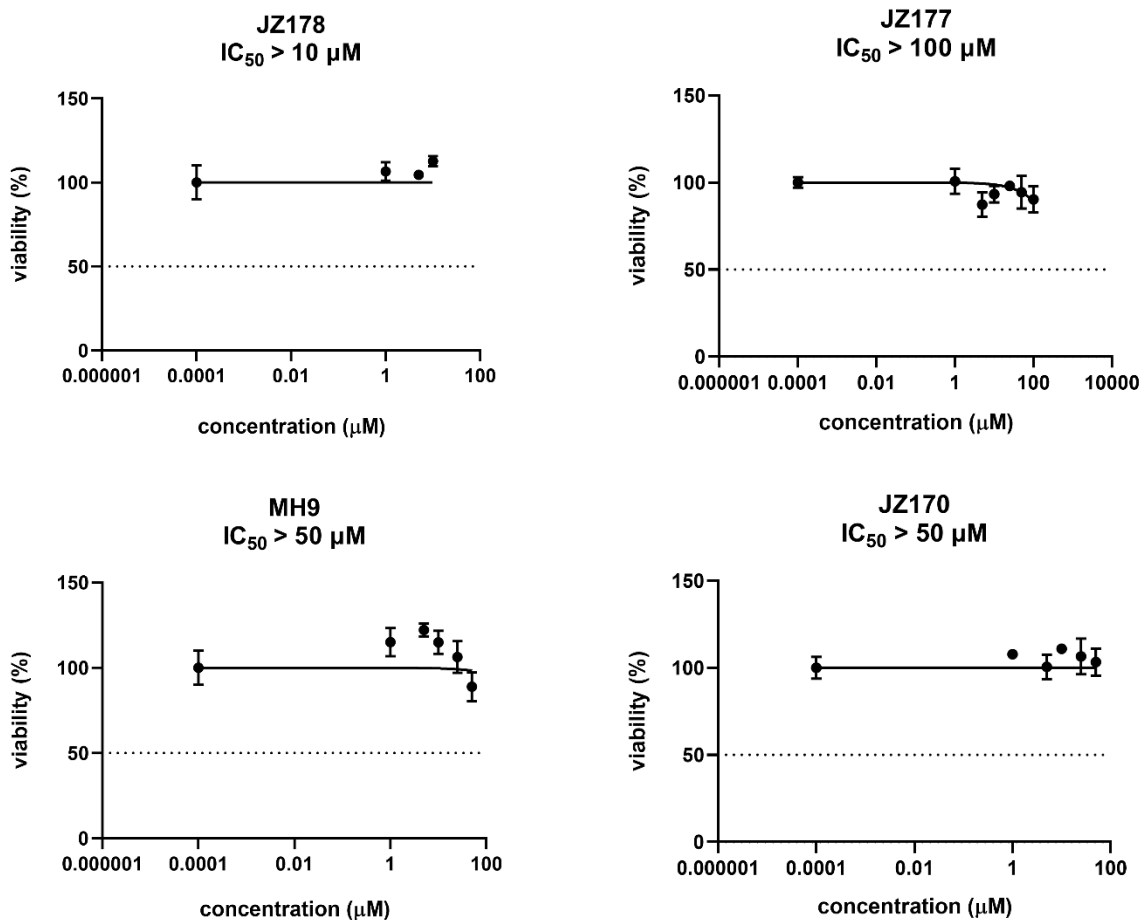 JZ178
IC₅₀ > 10 µM
150
100
50
0
viability (%)
0.000001 0.0001 0.01 1 100
concentration (µM)
JZ177
IC₅₀ > 100 µM
150
100
50
0
viability (%)
0.000001 0.0001 0.01 1 100 10000
concentration (µM)
MH9
IC₅₀ > 50 µM
150
100
50
0
viability (%)
0.000001 0.0001 0.01 1 100
concentration (µM)
JZ170
IC₅₀ > 50 µM
150
100
50
0
viability (%)
0.000001 0.0001 0.01 1 100
concentration (µM)